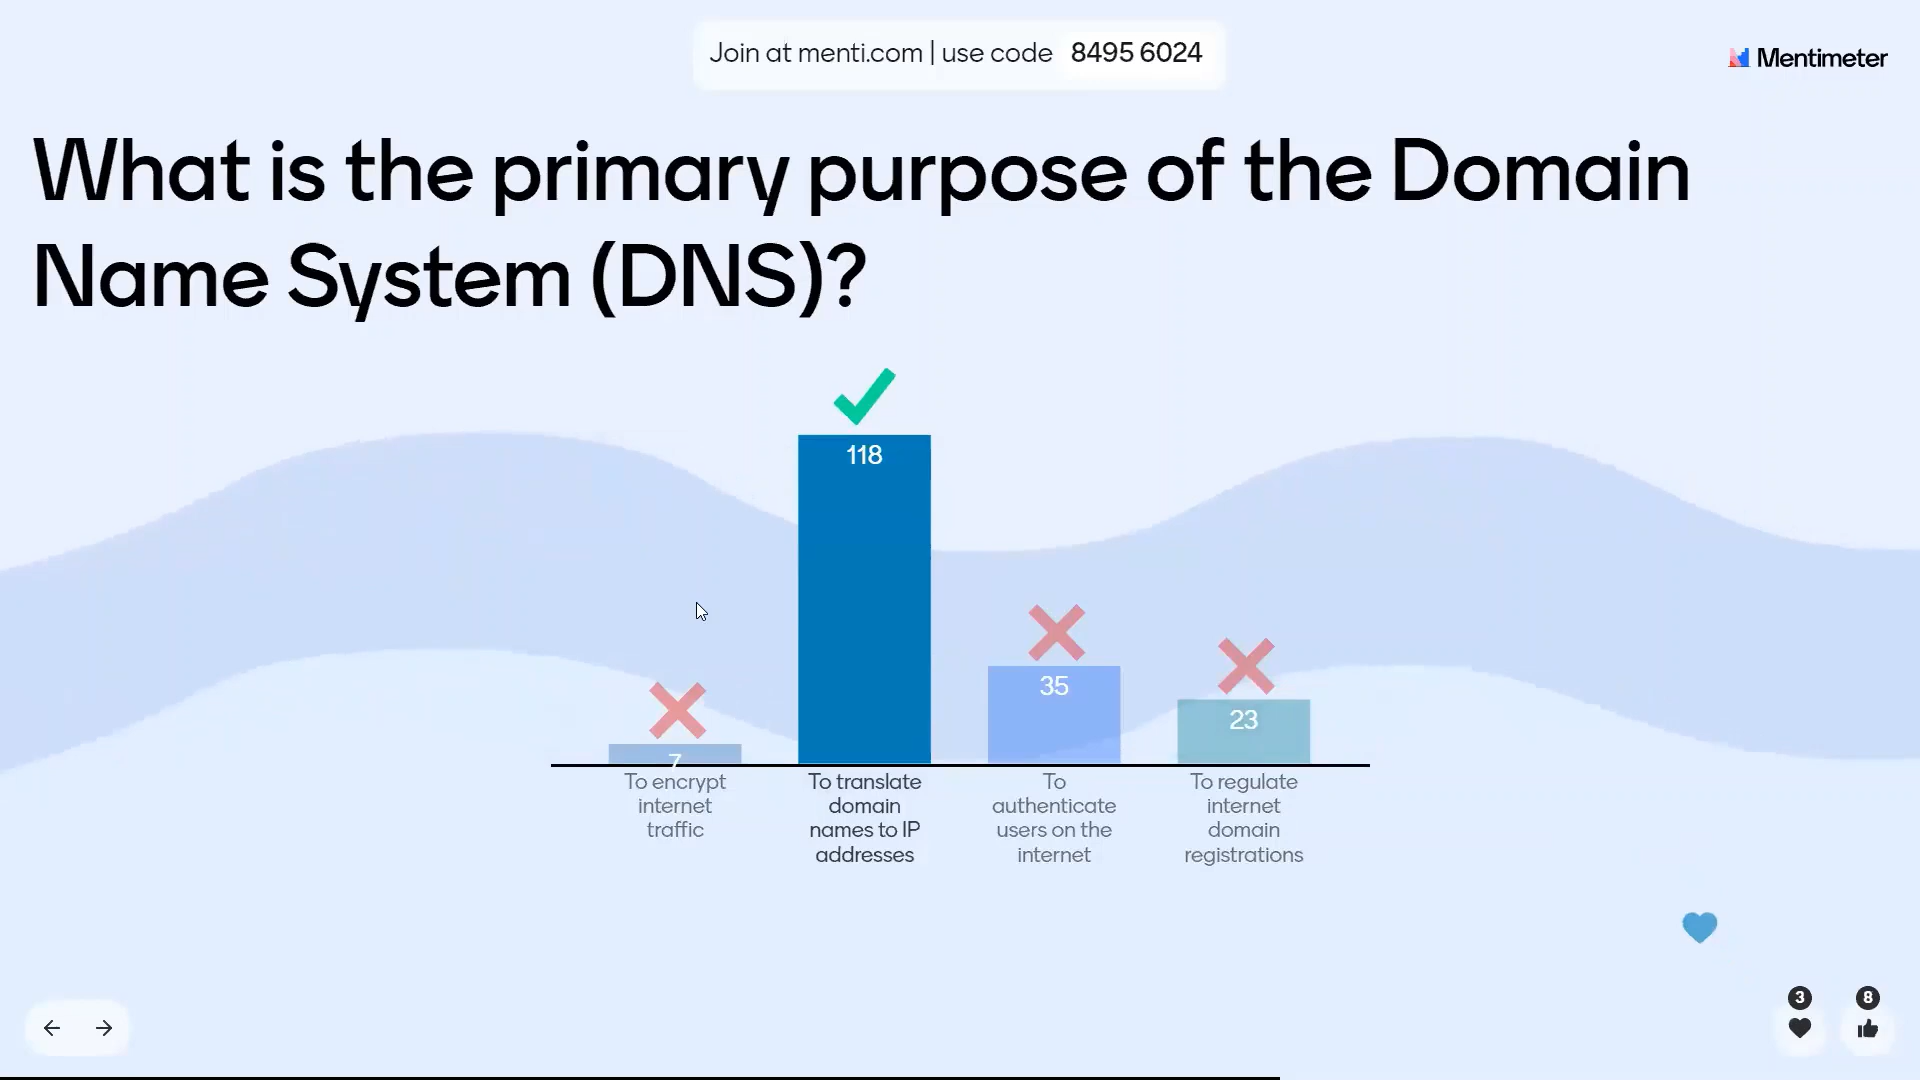 Join at menti.com | use code 8495 6024
Mentimeter
What is the primary purpose of the Domain
Name System (DNS)?
118
35
23
7
To encrypt
internet
traffic
To translate
domain
names to IP
addresses
To
authenticate
users on the
internet
To regulate
internet
domain
registrations
3
8